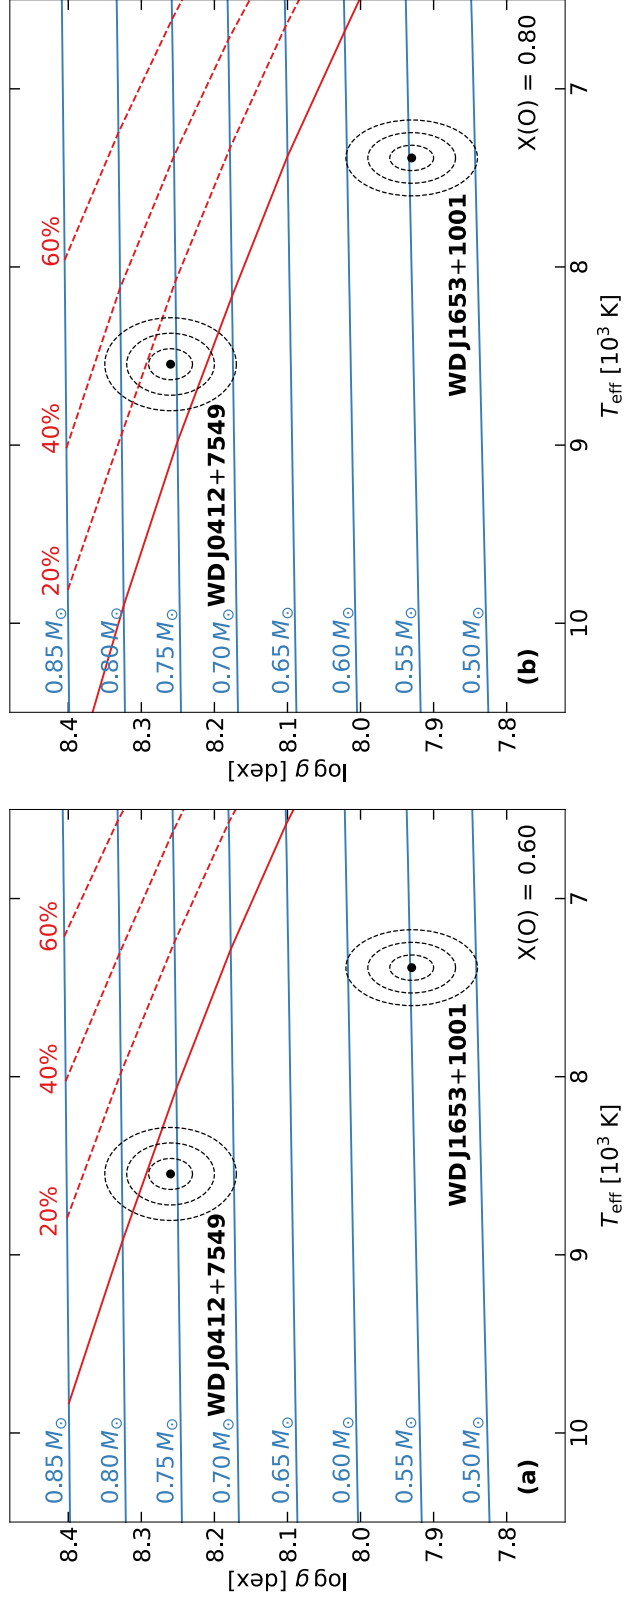 60%
40%
20%
0.85 M☉
0.80 M☉
0.75 M☉
0.70 M☉
0.65 M☉
0.60 M☉
0.55 M☉
0.50 M☉
WDJ0412+7549
WDJ1653+1001
(a)
X(O) = 0.60
8.4
8.3
8.2
8.1
8.0
7.9
7.8
log g [dex]
10
9
8
7
Teff [10³ K]
60%
40%
20%
0.85 M☉
0.80 M☉
0.75 M☉
0.70 M☉
0.65 M☉
0.60 M☉
0.55 M☉
0.50 M☉
WDJ0412+7549
WDJ1653+1001
(b)
X(O) = 0.80
8.4
8.3
8.2
8.1
8.0
7.9
7.8
log g [dex]
10
9
8
7
Teff [10³ K]